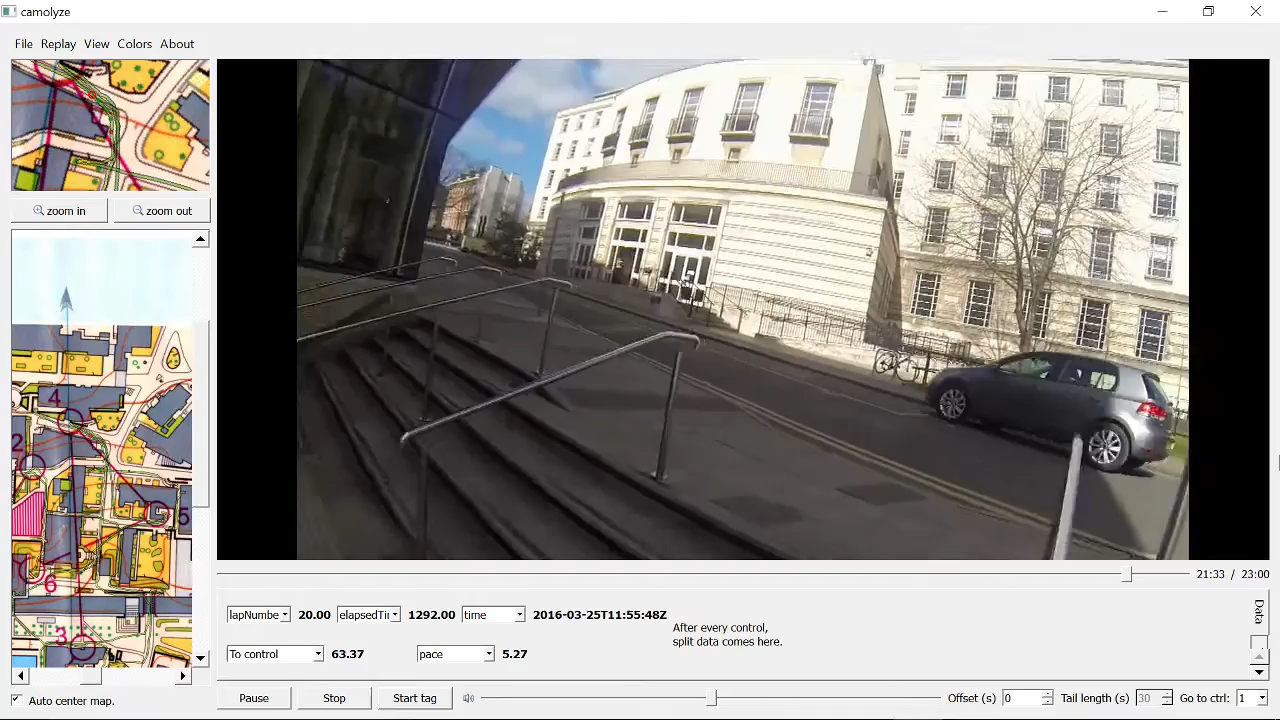 camolyze
File Replay View Colors About
zoom in zoom out
4
2
5
6
3
Auto center map.
21:33 / 23:00
lapNumbe 20.00 elapsedTi 1292.00 time 2016-03-25T11:55:48Z
To control 63.37 pace 5.27
After every control,
split data comes here.
Data
Pause Stop Start tag Offset (s) 0 Tail length (s) 30 Go to ctrl: 1